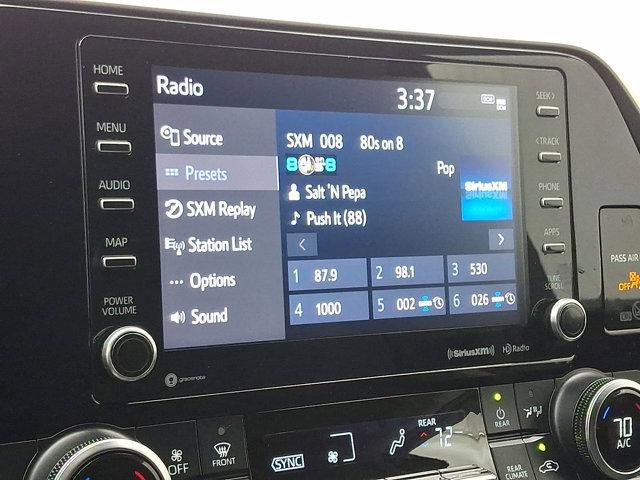 HOME
MENU
AUDIO
MAP
POWER
VOLUME
Radio
3:37
DCM
Source
Presets
SXM Replay
Station List
Options
Sound
SXM 008 80s on 8
8 8
Pop
Salt 'N Pepa
Push It (88)
SiriusXM
1 87.9
2 98.1
3 530
4 1000
5 002
6 026
SEEK >
< TRACK
PHONE
APPS
TUNE
SCROLL
PASS AIR
OFF
gracenote
((SiriusXM))
HD Radio
OFF
FRONT
SYNC
REAR
72
REAR
REAR
CLIMATE
70
A/C